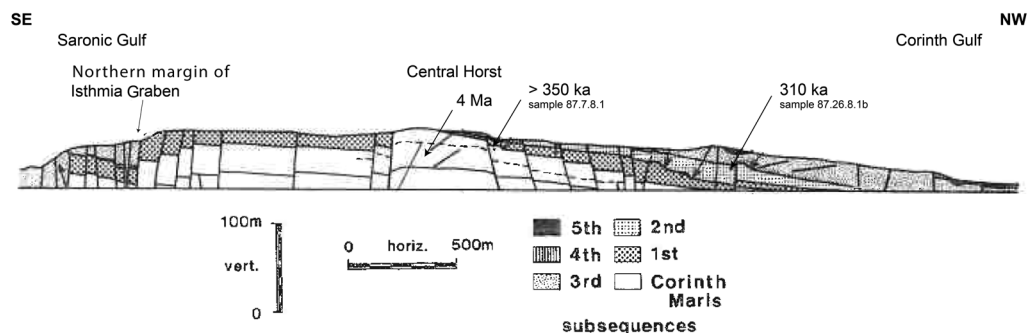 SE
NW
Saronic Gulf
Corinth Gulf
Northern margin of
Isthmia Graben
Central Horst
4 Ma
> 350 ka
sample 87.7.8.1
310 ka
sample 87.26.8.1b
100m
vert.
0
0 horiz. 500m
5th 2nd
4th 1st
3rd Corinth
Marls
subsequences